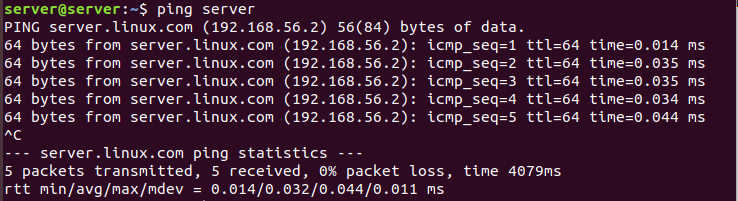 server@server:~$ ping server
PING server.linux.com (192.168.56.2) 56(84) bytes of data.
64 bytes from server.linux.com (192.168.56.2): icmp_seq=1 ttl=64 time=0.014 ms
64 bytes from server.linux.com (192.168.56.2): icmp_seq=2 ttl=64 time=0.035 ms
64 bytes from server.linux.com (192.168.56.2): icmp_seq=3 ttl=64 time=0.035 ms
64 bytes from server.linux.com (192.168.56.2): icmp_seq=4 ttl=64 time=0.034 ms
64 bytes from server.linux.com (192.168.56.2): icmp_seq=5 ttl=64 time=0.044 ms
^C
--- server.linux.com ping statistics ---
5 packets transmitted, 5 received, 0% packet loss, time 4079ms
rtt min/avg/max/mdev = 0.014/0.032/0.044/0.011 ms